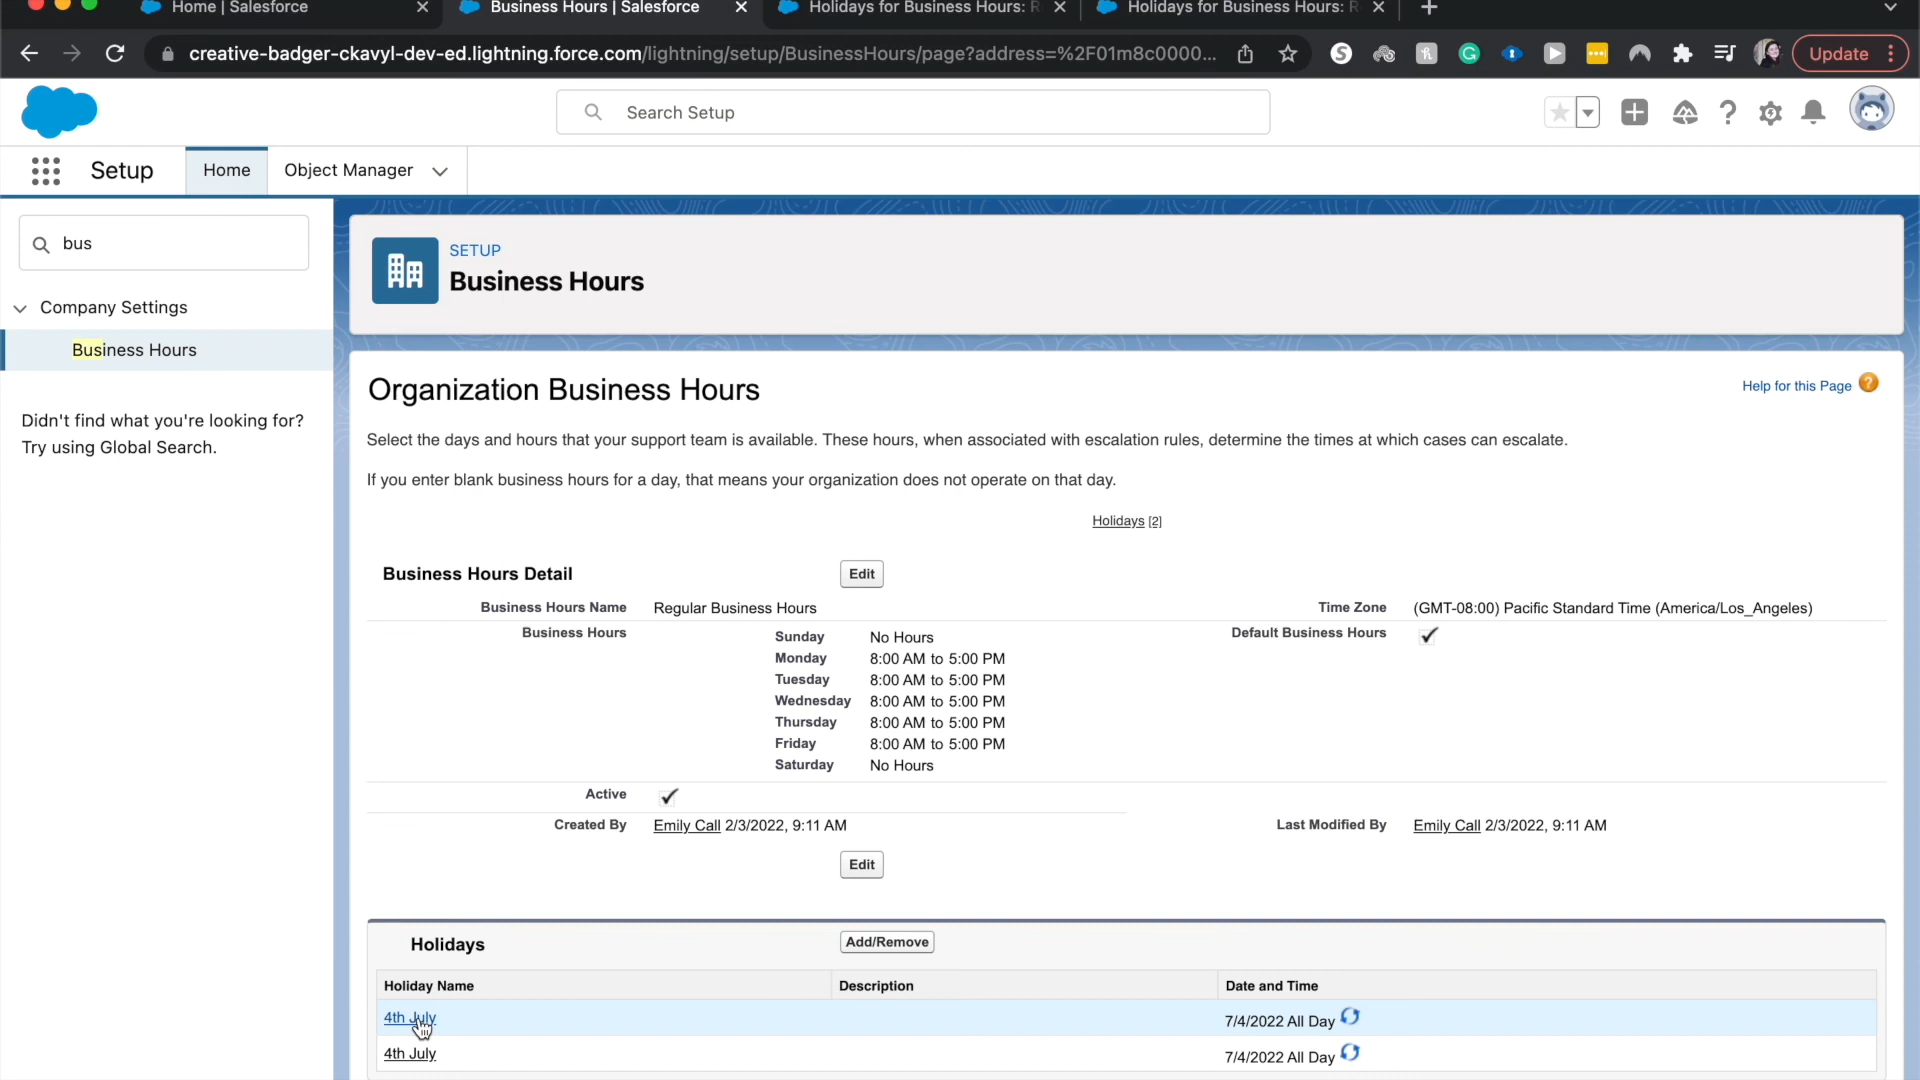 Home | Salesforce
Business Hours | Salesforce
Holidays for Business Hours: R
Holidays for Business Hours: R
creative-badger-ckavyl-dev-ed.lightning.force.com/lightning/setup/BusinessHours/page?address=%2F01m8c0000...
Update
Search Setup
Setup
Home
Object Manager
bus
Company Settings
Business Hours
Didn't find what you're looking for?
Try using Global Search.
SETUP
Business Hours
Organization Business Hours
Help for this Page
Select the days and hours that your support team is available. These hours, when associated with escalation rules, determine the times at which cases can escalate.
If you enter blank business hours for a day, that means your organization does not operate on that day.
Holidays [2]
Business Hours Detail
Edit
Business Hours Name Regular Business Hours
Time Zone (GMT-08:00) Pacific Standard Time (America/Los_Angeles)
Business Hours
Sunday No Hours
Monday 8:00 AM to 5:00 PM
Tuesday 8:00 AM to 5:00 PM
Wednesday 8:00 AM to 5:00 PM
Thursday 8:00 AM to 5:00 PM
Friday 8:00 AM to 5:00 PM
Saturday No Hours
Default Business Hours
Active
Created By Emily Call 2/3/2022, 9:11 AM
Last Modified By Emily Call 2/3/2022, 9:11 AM
Edit
Holidays
Add/Remove
Holiday Name Description Date and Time
4th July 7/4/2022 All Day
4th July 7/4/2022 All Day